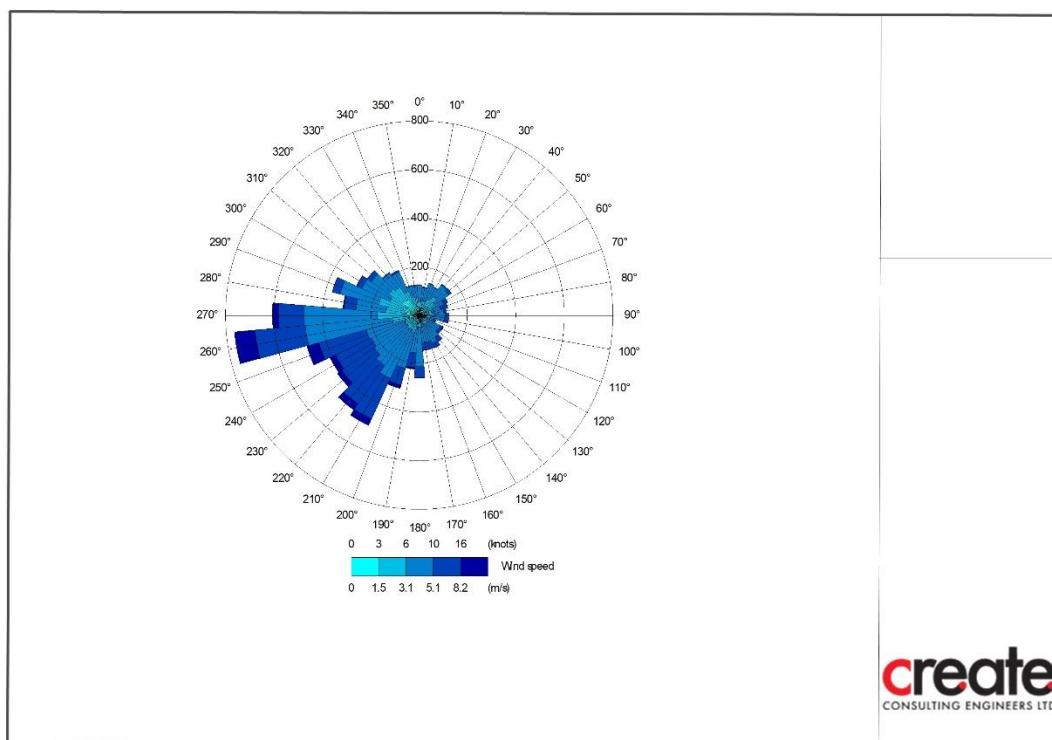 350° 0° 10°
340° 20°
330° 800 30°
320° 40°
310° 600 50°
300° 60°
400
290° 70°
200
280° 80°
270° 90°
260° 100°
250° 110°
240° 120°
230° 130°
220° 140°
210° 150°
200° 160°
190° 180° 170°
0 3 6 10 16 (knots)
Wind speed
0 1.5 3.1 5.1 8.2 (m/s)
create
CONSULTING ENGINEERS LTD